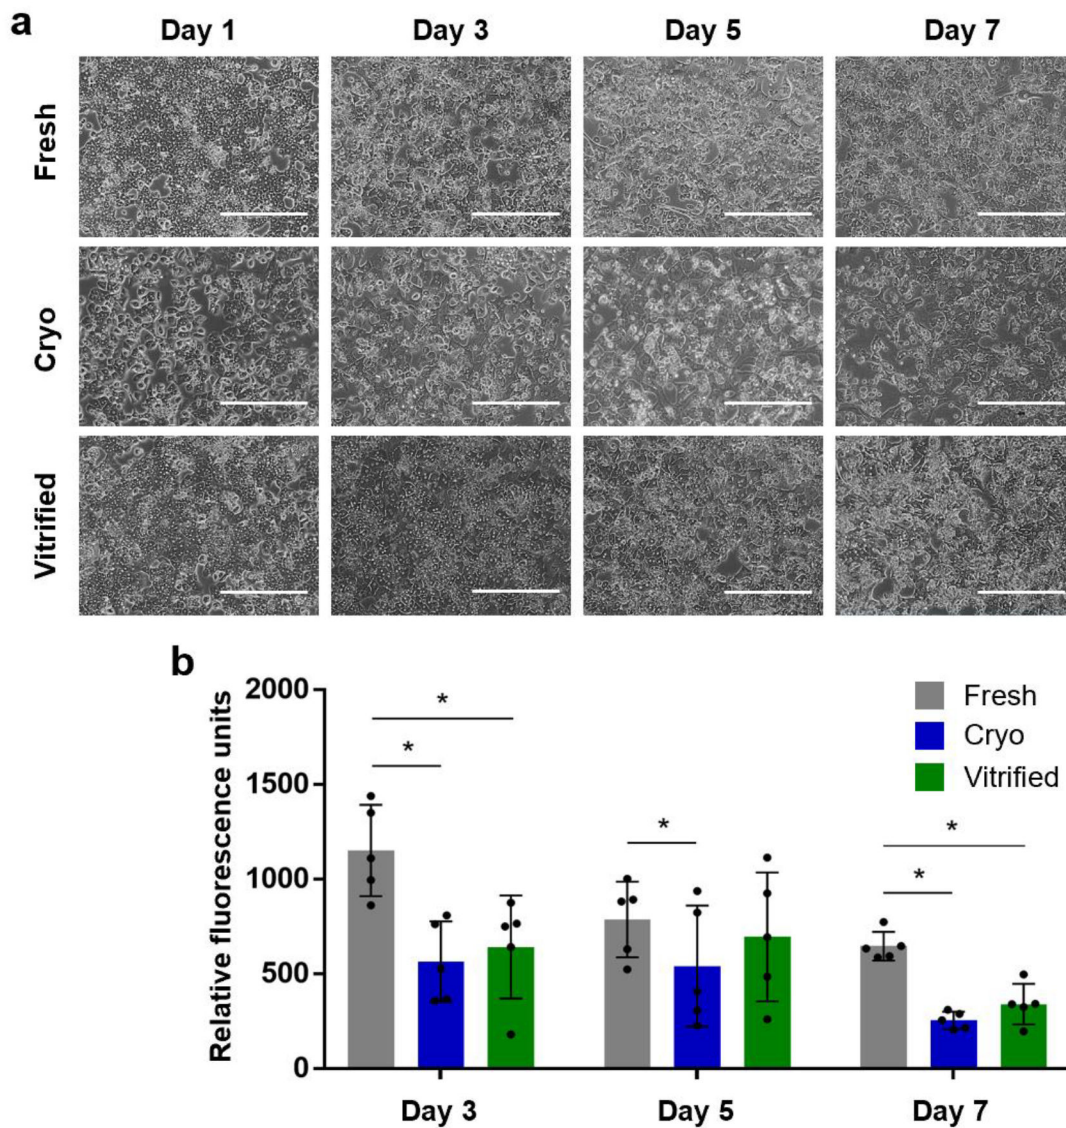 a
Day 1 Day 3 Day 5 Day 7
Fresh
Cryo
Vitrified
b
Relative fluorescence units
2000
1500
1000
500
0
* * * * *
Fresh
Cryo
Vitrified
Day 3 Day 5 Day 7